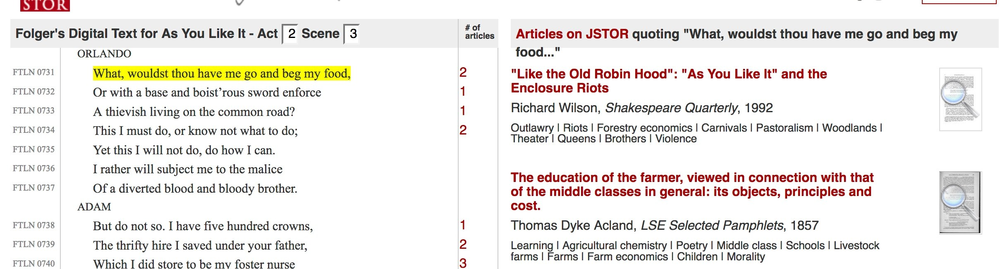 STOR
Folger's Digital Text for As You Like It - Act 2 Scene 3
# of
articles
ORLANDO
FTLN 0731 What, wouldst thou have me go and beg my food, 2
FTLN 0732 Or with a base and boist’rous sword enforce 1
FTLN 0733 A thievish living on the common road? 1
FTLN 0734 This I must do, or know not what to do; 2
FTLN 0735 Yet this I will not do, do how I can.
FTLN 0736 I rather will subject me to the malice
FTLN 0737 Of a diverted blood and bloody brother.
ADAM
FTLN 0738 But do not so. I have five hundred crowns, 1
FTLN 0739 The thrifty hire I saved under your father, 2
FTLN 0740 Which I did store to be my foster nurse 3
Articles on JSTOR quoting "What, wouldst thou have me go and beg my
food..."
"Like the Old Robin Hood": "As You Like It" and the
Enclosure Riots
Richard Wilson, Shakespeare Quarterly, 1992
Outlawry | Riots | Forestry economics | Carnivals | Pastoralism | Woodlands |
Theater | Queens | Brothers | Violence
The education of the farmer, viewed in connection with that
of the middle classes in general: its objects, principles and
cost.
Thomas Dyke Acland, LSE Selected Pamphlets, 1857
Learning | Agricultural chemistry | Poetry | Middle class | Schools | Livestock
farms | Farms | Farm economics | Children | Morality